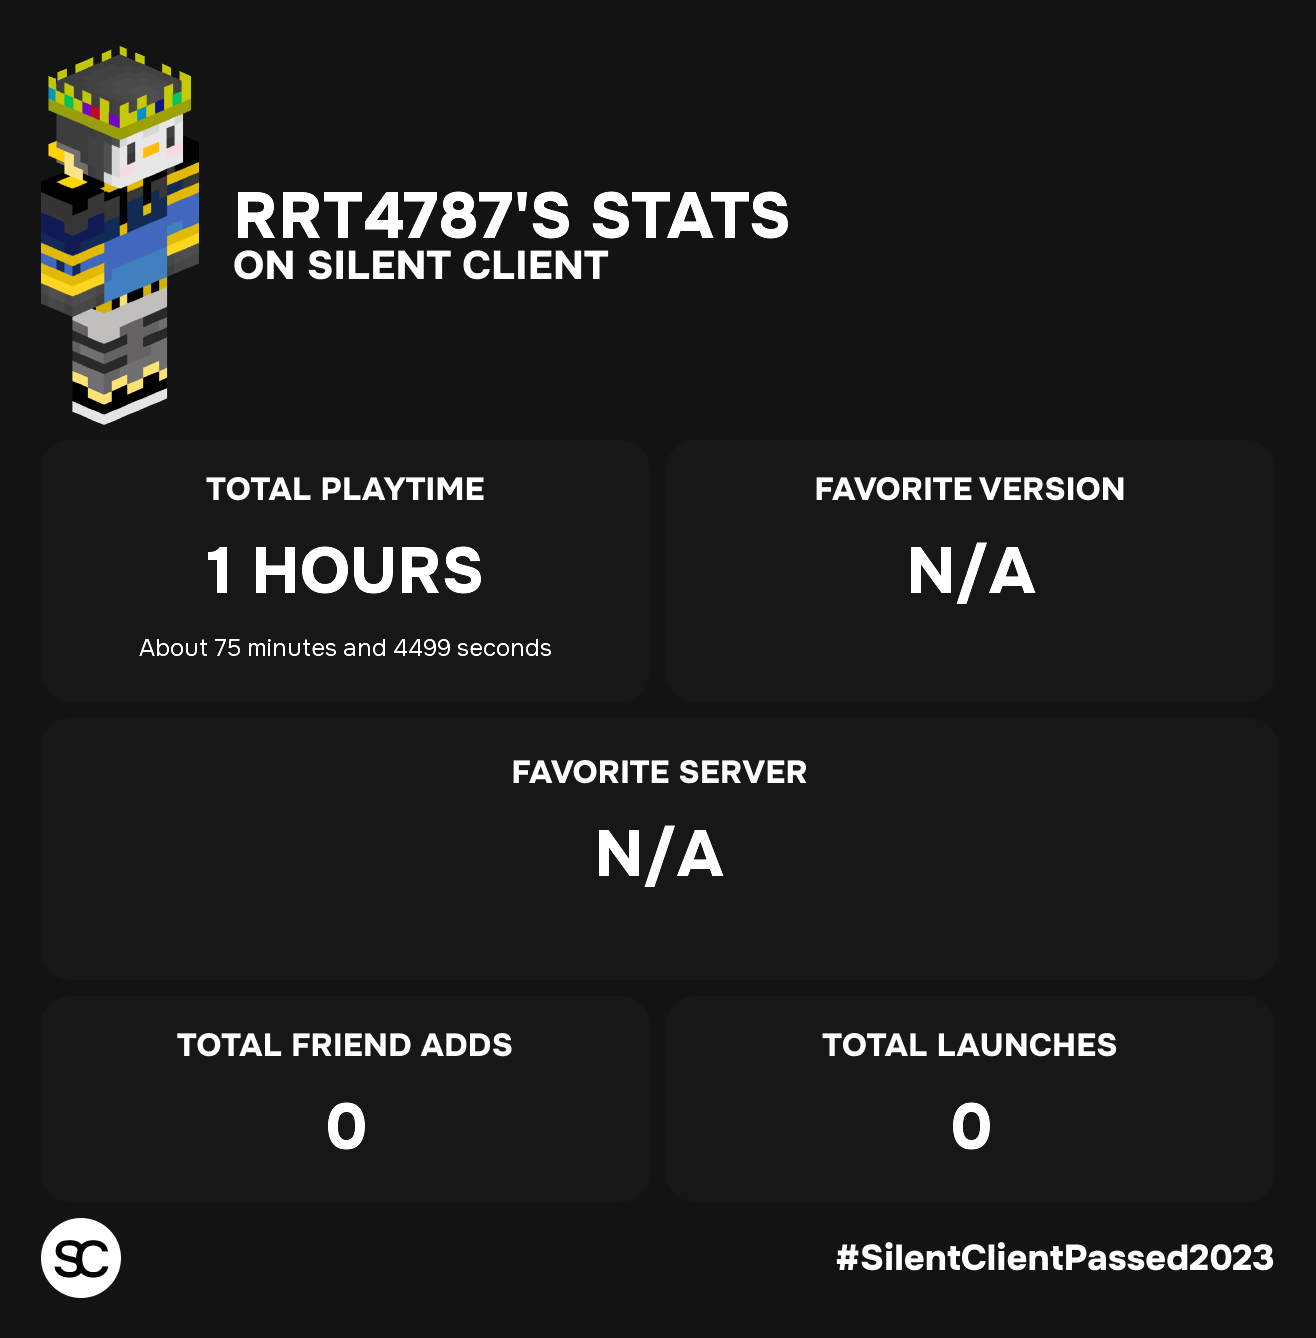 RRT4787'S STATS
ON SILENT CLIENT
TOTAL PLAYTIME
1 HOURS
About 75 minutes and 4499 seconds
FAVORITE VERSION
N/A
FAVORITE SERVER
N/A
TOTAL FRIEND ADDS
0
TOTAL LAUNCHES
0
SC
#SilentClientPassed2023